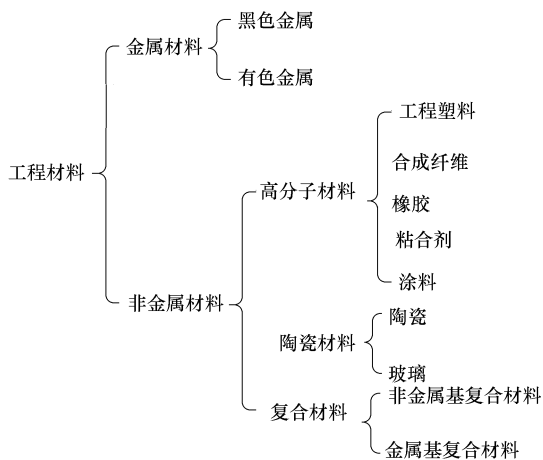 黑色金属
金属材料
有色金属
工程塑料
合成纤维
工程材料
高分子材料
橡胶
粘合剂
涂料
非金属材料
陶瓷
陶瓷材料
玻璃
非金属基复合材料
复合材料
金属基复合材料